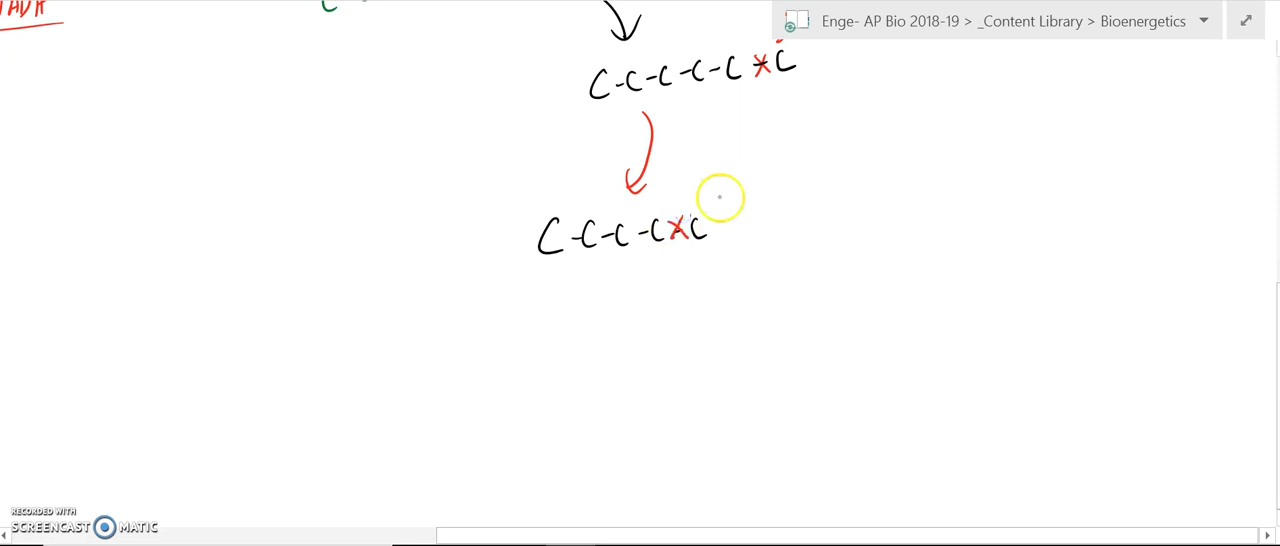 Enge- AP Bio 2018-19 > _Content Library > Bioenergetics
C
C-C-C-C-C-C
C-C-C-C-C
RECORDED WITH
SCREENCAST MATIC